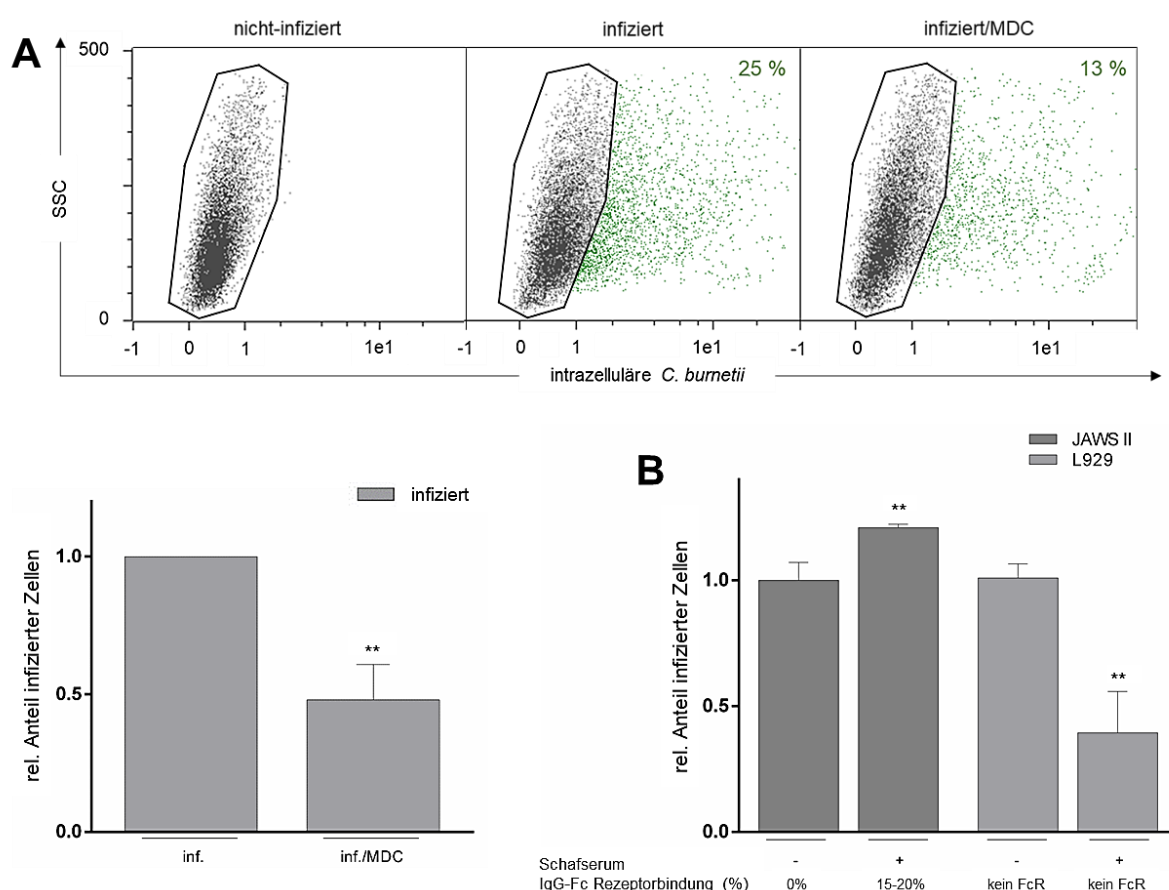 A
nicht-infiziert infiziert infiziert/MDC
500 25 % 13 %
SSC
0
-1 0 1 1e1 -1 0 1 1e1 -1 0 1 1e1
intrazelluläre C. burnetii
infiziert
rel. Anteil infizierter Zellen
1.0
0.5
0.0
inf. inf./MDC
**
B
JAWS II
L929
rel. Anteil infizierter Zellen
1.0
0.5
0.0
** **
Schafserum - + - +
IgG-Fc Rezeptorbindung (%) 0% 15-20% kein FcR kein FcR